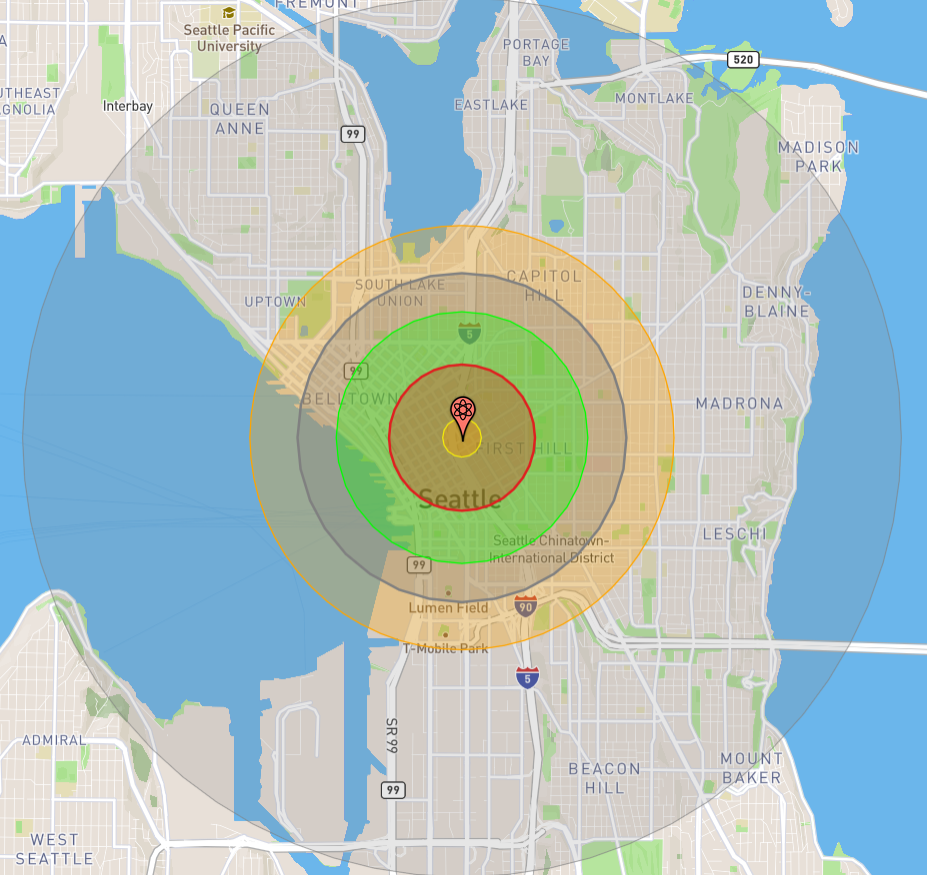 FREMONT
Seattle Pacific
University
PORTAGE
BAY
520
UTHEAST
GNOLIA
Interbay
QUEEN
ANNE
99
EASTLAKE
MONTLAKE
MADISON
PARK
SOUTH LAKE
UNION
CAPITOL
HILL
UPTOWN
DENNY-
BLAINE
5
99
BELLTOWN
MADRONA
FIRST HILL
Seattle
LESCHI
Seattle Chinatown-
International District
99
Lumen Field
90
T-Mobile Park
5
SR 99
ADMIRAL
BEACON
HILL
MOUNT
BAKER
99
WEST
SEATTLE